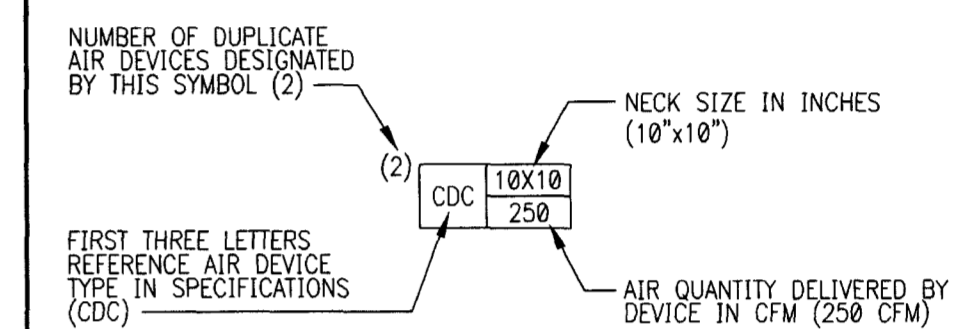 NUMBER OF DUPLICATE
AIR DEVICES DESIGNATED
BY THIS SYMBOL (2)
NECK SIZE IN INCHES
(10"x10")
(2)
CDC
10X10
250
FIRST THREE LETTERS
REFERENCE AIR DEVICE
TYPE IN SPECIFICATIONS
(CDC)
AIR QUANTITY DELIVERED BY
DEVICE IN CFM (250 CFM)